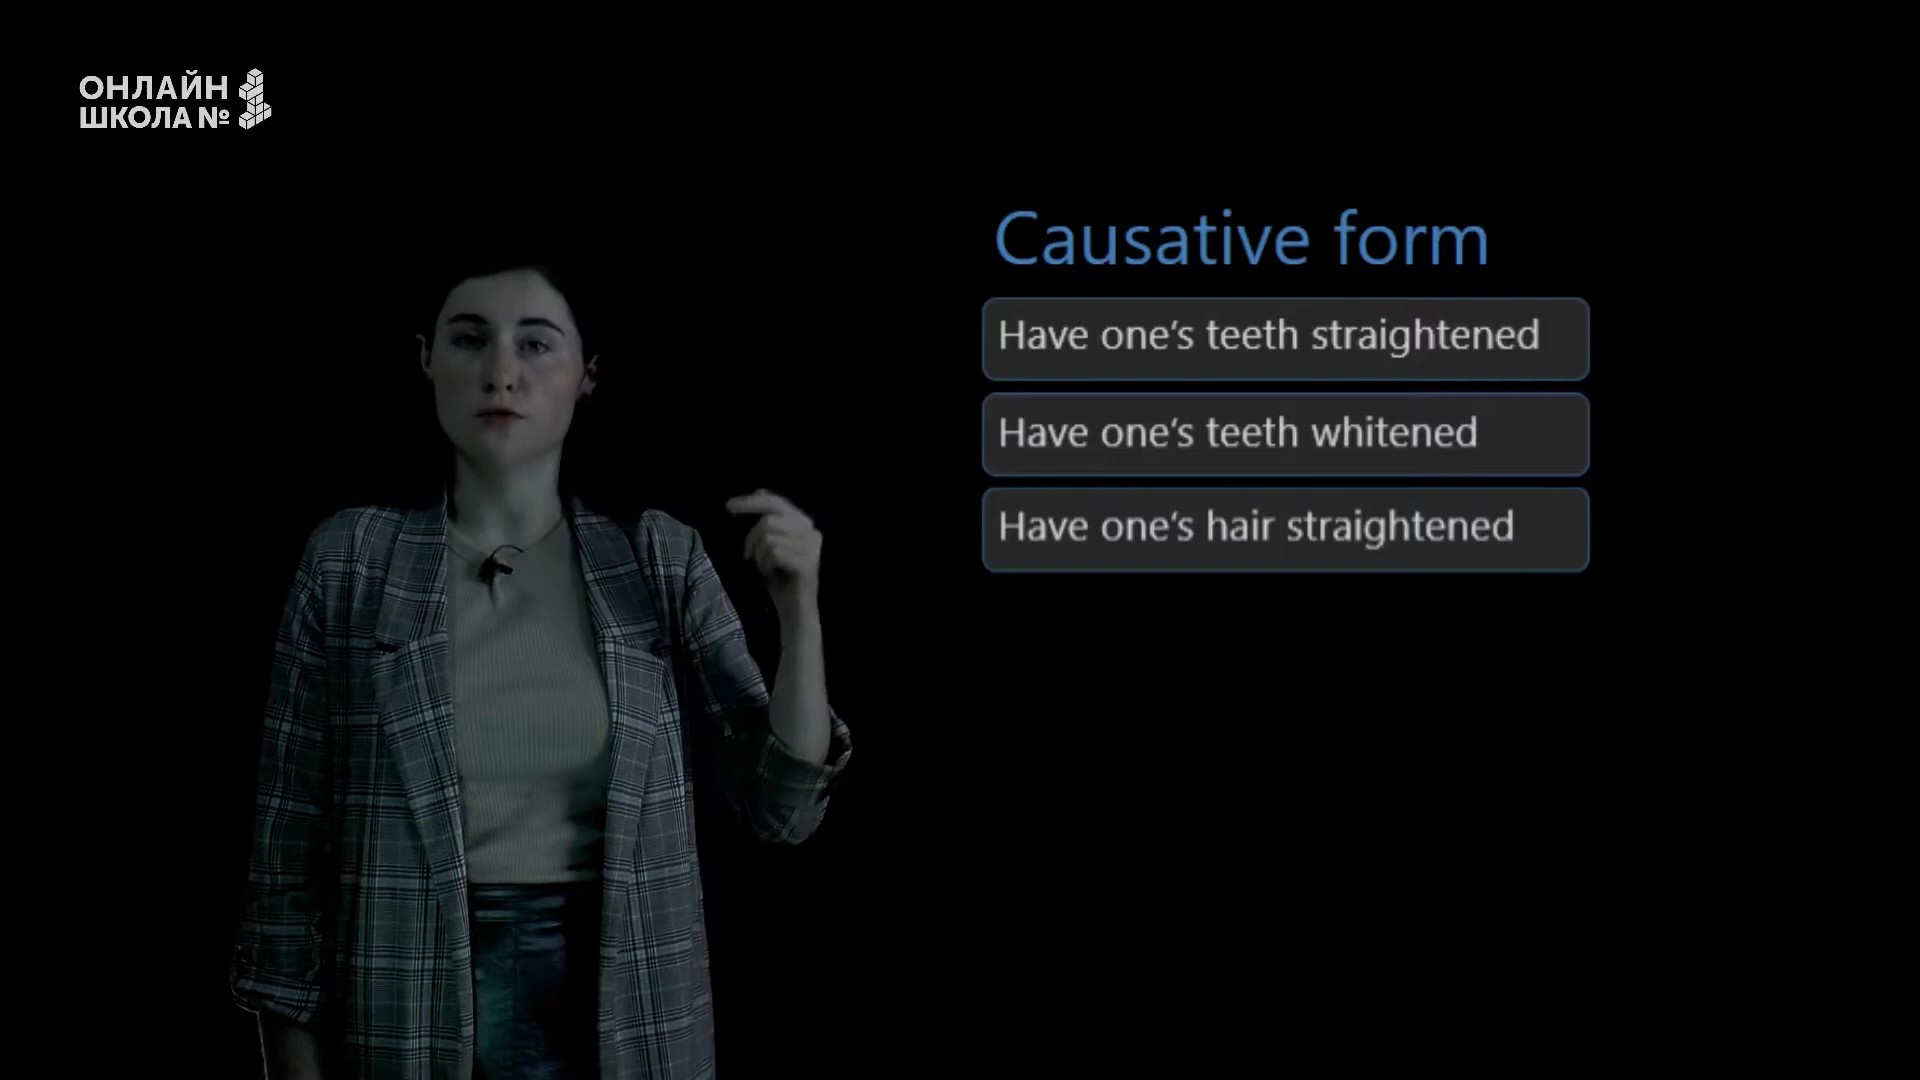 ОНЛАЙН
ШКОЛА №
Causative form
Have one‘s teeth straightened
Have one‘s teeth whitened
Have one‘s hair straightened